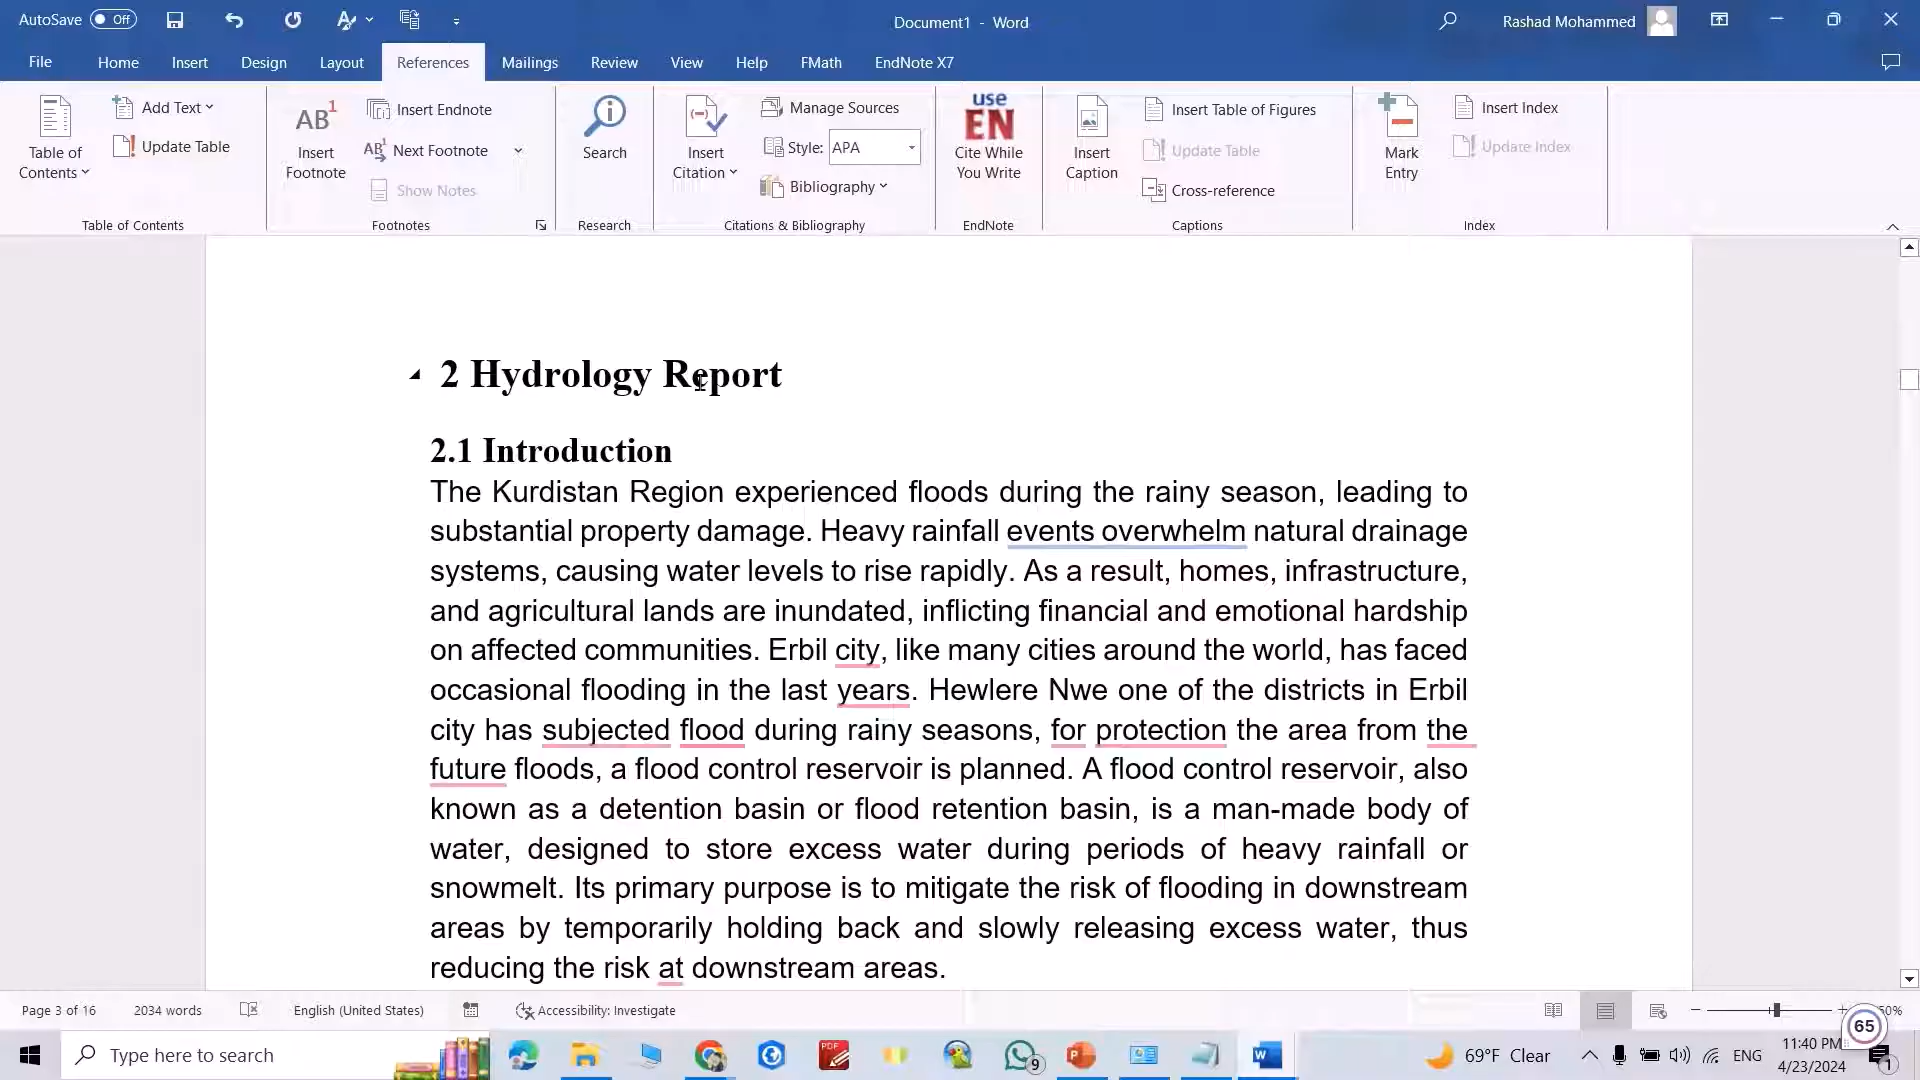 AutoSave Off
Document1 - Word
Rashad Mohammed
File Home Insert Design Layout References Mailings Review View Help FMath EndNote X7
Table of Contents
Add Text
Update Table
Table of Contents
AB1
Insert Footnote
Insert Endnote
AB1 Next Footnote
Show Notes
Footnotes
Search
Research
Insert Citation
Manage Sources
Style: APA
Bibliography
Citations & Bibliography
use
EN
Cite While You Write
EndNote
Insert Caption
Insert Table of Figures
Update Table
Cross-reference
Captions
Mark Entry
Insert Index
Update Index
Index
2 Hydrology Report
2.1 Introduction
The Kurdistan Region experienced floods during the rainy season, leading to
substantial property damage. Heavy rainfall events overwhelm natural drainage
systems, causing water levels to rise rapidly. As a result, homes, infrastructure,
and agricultural lands are inundated, inflicting financial and emotional hardship
on affected communities. Erbil city, like many cities around the world, has faced
occasional flooding in the last years. Hewlere Nwe one of the districts in Erbil
city has subjected flood during rainy seasons, for protection the area from the
future floods, a flood control reservoir is planned. A flood control reservoir, also
known as a detention basin or flood retention basin, is a man-made body of
water, designed to store excess water during periods of heavy rainfall or
snowmelt. Its primary purpose is to mitigate the risk of flooding in downstream
areas by temporarily holding back and slowly releasing excess water, thus
reducing the risk at downstream areas.
Page 3 of 16 2034 words English (United States) Accessibility: Investigate
65
Type here to search
PDF
9
69°F Clear
ENG
11:40 PM
4/23/2024
1